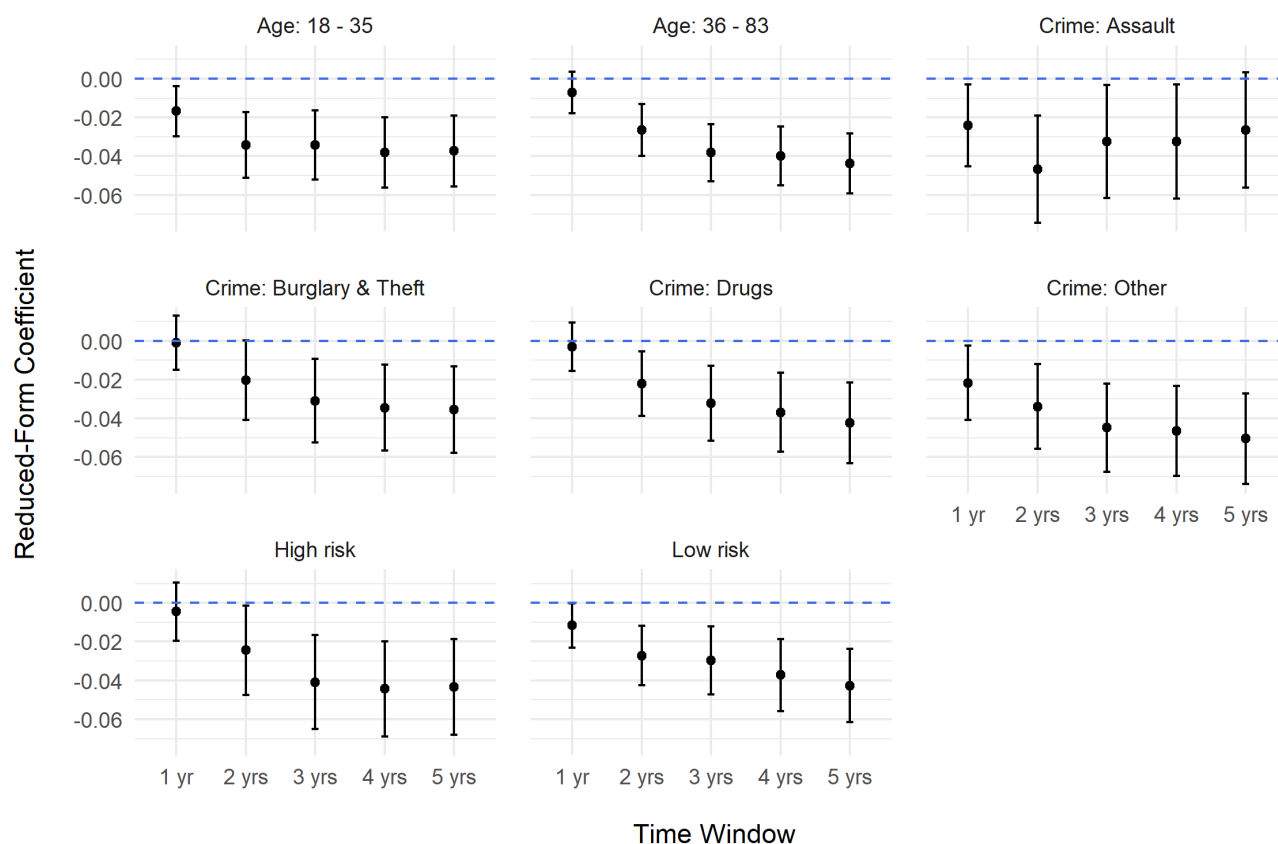 Age: 18 - 35
Age: 36 - 83
Crime: Assault
0.00
-0.02
-0.04
-0.06
Crime: Burglary & Theft
Crime: Drugs
Crime: Other
0.00
-0.02
-0.04
-0.06
1 yr 2 yrs 3 yrs 4 yrs 5 yrs
High risk
Low risk
0.00
-0.02
-0.04
-0.06
1 yr 2 yrs 3 yrs 4 yrs 5 yrs
1 yr 2 yrs 3 yrs 4 yrs 5 yrs
Reduced-Form Coefficient
Time Window